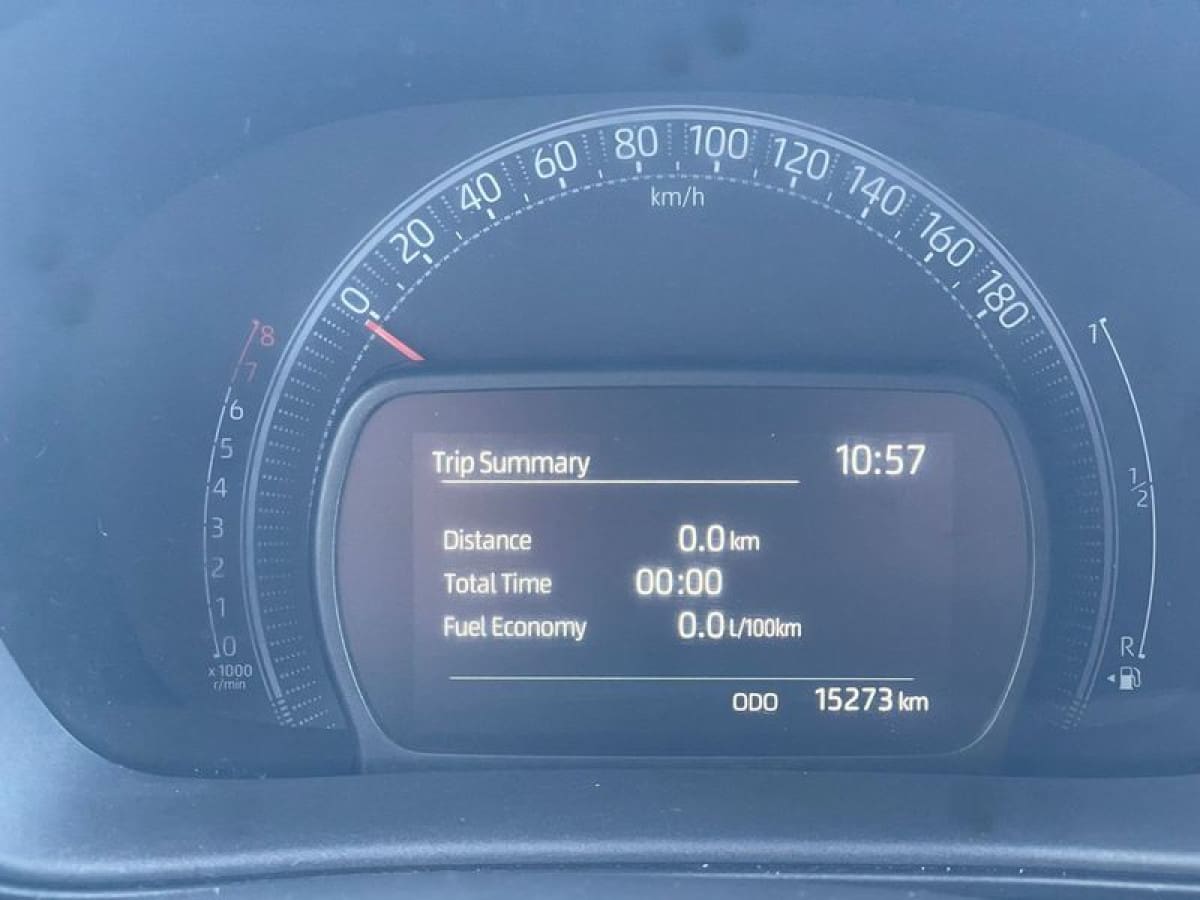 0 20 40 60 80 100 120 140 160 180
km/h
8
7
6
5
4
3
2
1
0
x 1000
r/min
Trip Summary 10:57
Distance 0.0 km
Total Time 00:00
Fuel Economy 0.0 L/100km
ODO 15273 km
1
1/2
R